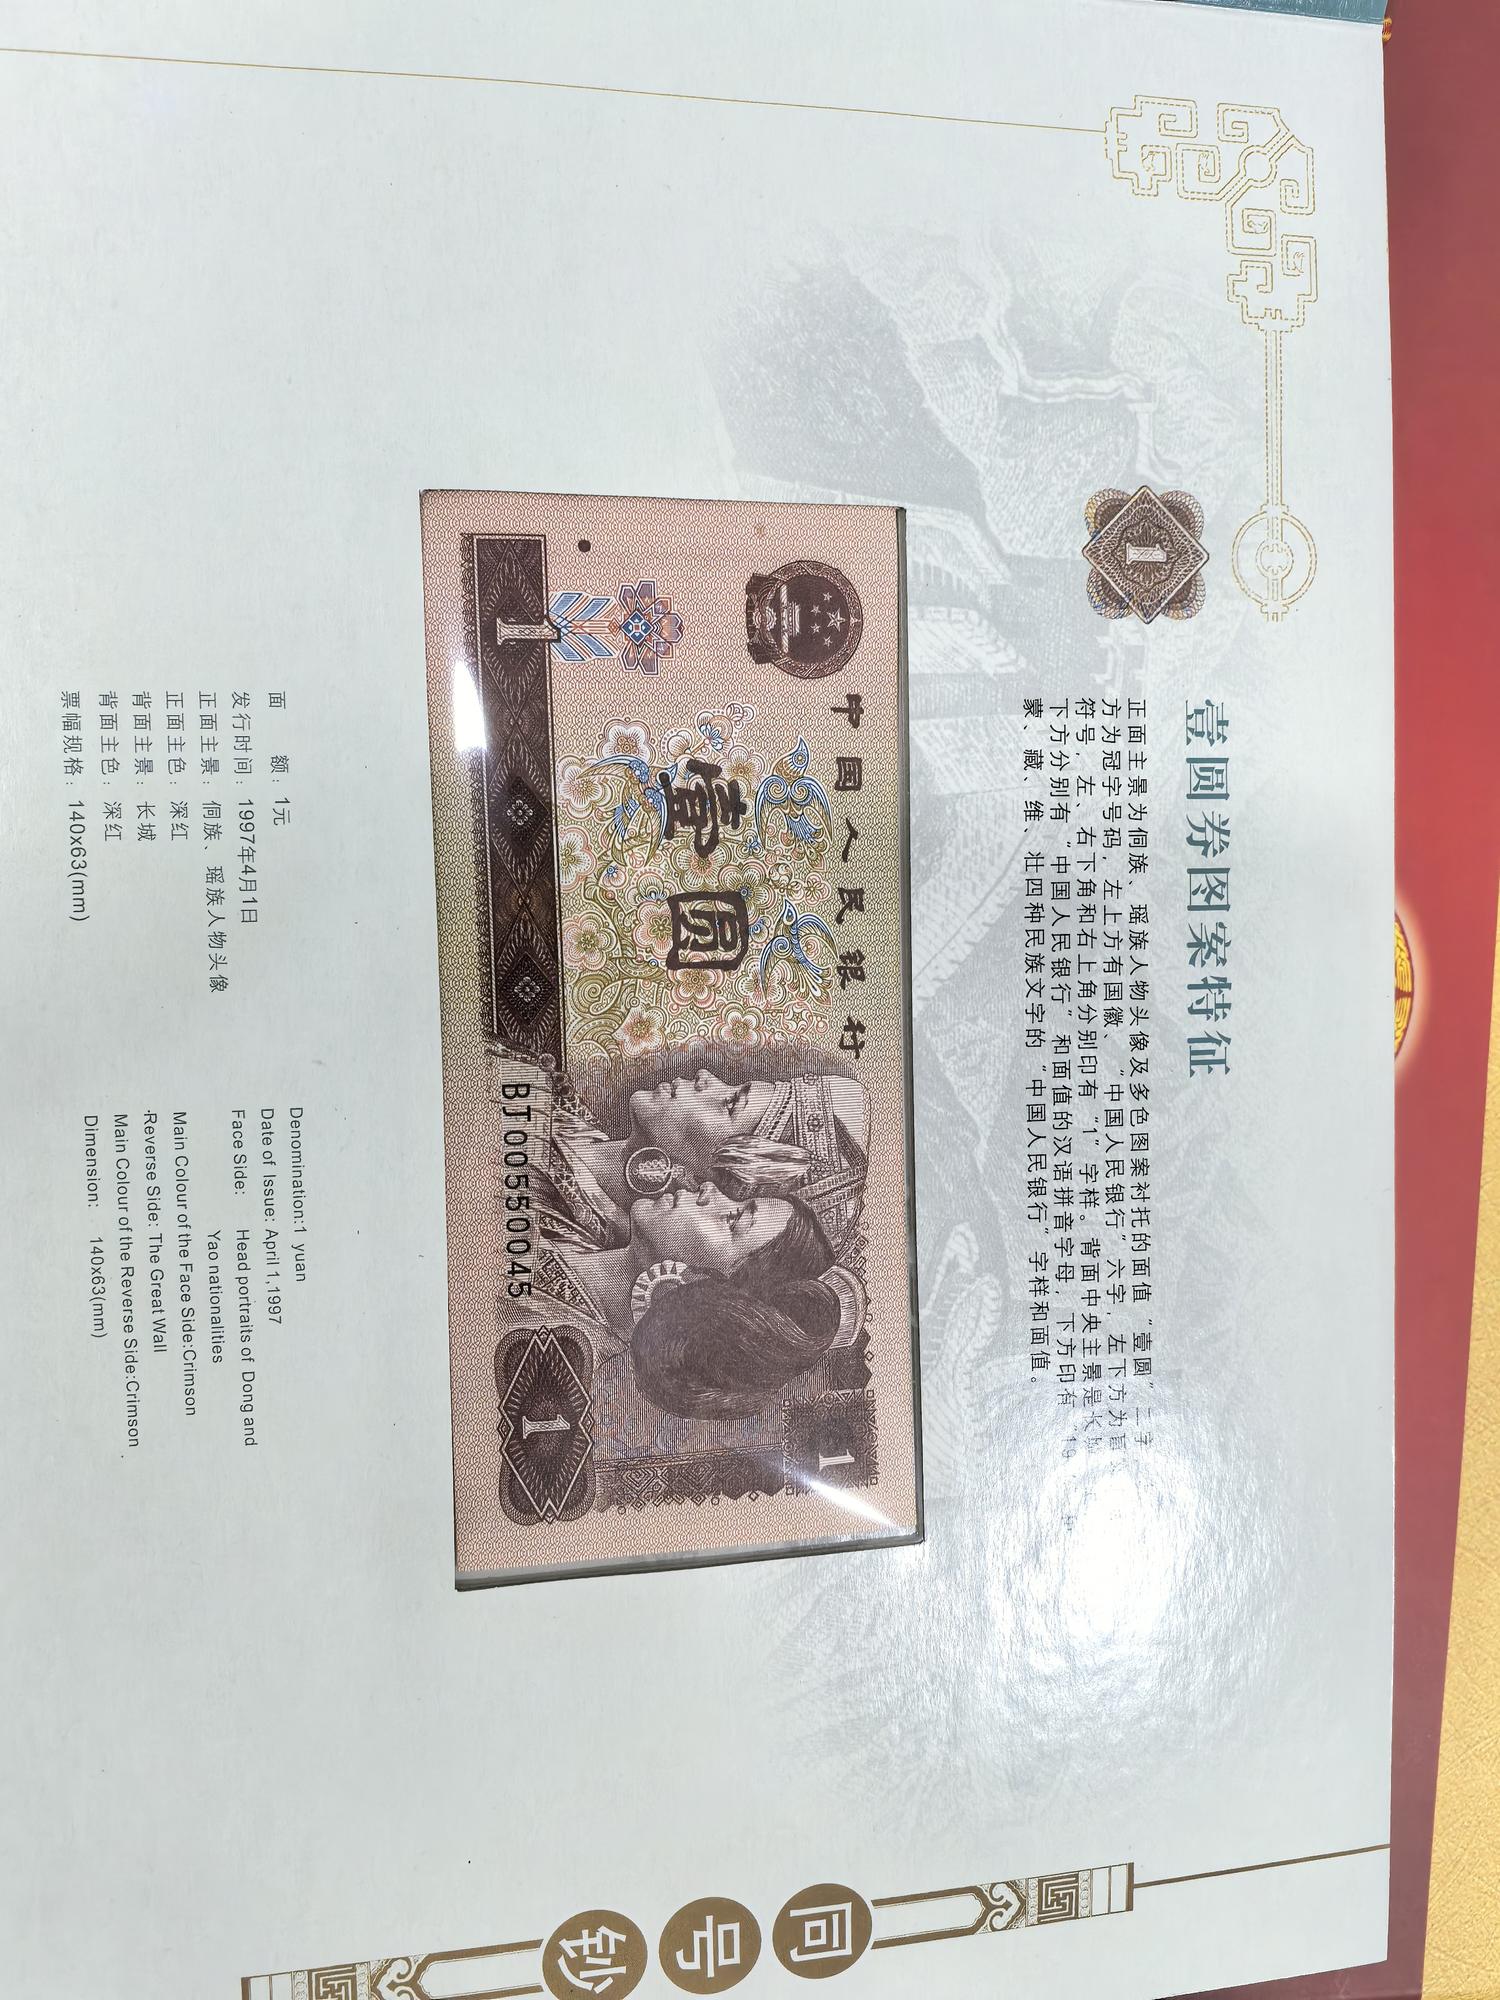 壹圆券图案特征
正面主景为侗族、瑶族人物头像及多色图案衬托的面值“壹圆”二字
方为冠字号码，左上方有国徽、“中国人民银行”六字，左下方为盲
符号，左、右下角和右上角分别印有“1”字样。背面中央主景是长城
下方分别有“中国人民银行”和面值的汉语拼音字母，下方印有“19
蒙、藏、维、壮四种民族文字的“中国人民银行”字样和面值。
1
中国人民银行
壹圆
1
1
BJ00550045
1
面 额：1元
发行时间：1997年4月1日
正面主景：侗族、瑶族人物头像
正面主色：深红
背面主景：长城
背面主色：深红
票幅规格：140x63(mm)
Denomination:1 yuan
Date of Issue: April 1,1997
Face Side: Head portraits of Dong and
Yao nationalities
Main Colour of the Face Side:Crimson
·Reverse Side: The Great Wall
Main Colour of the Reverse Side:Crimson
Dimension: 140x63(mm)
同号钞